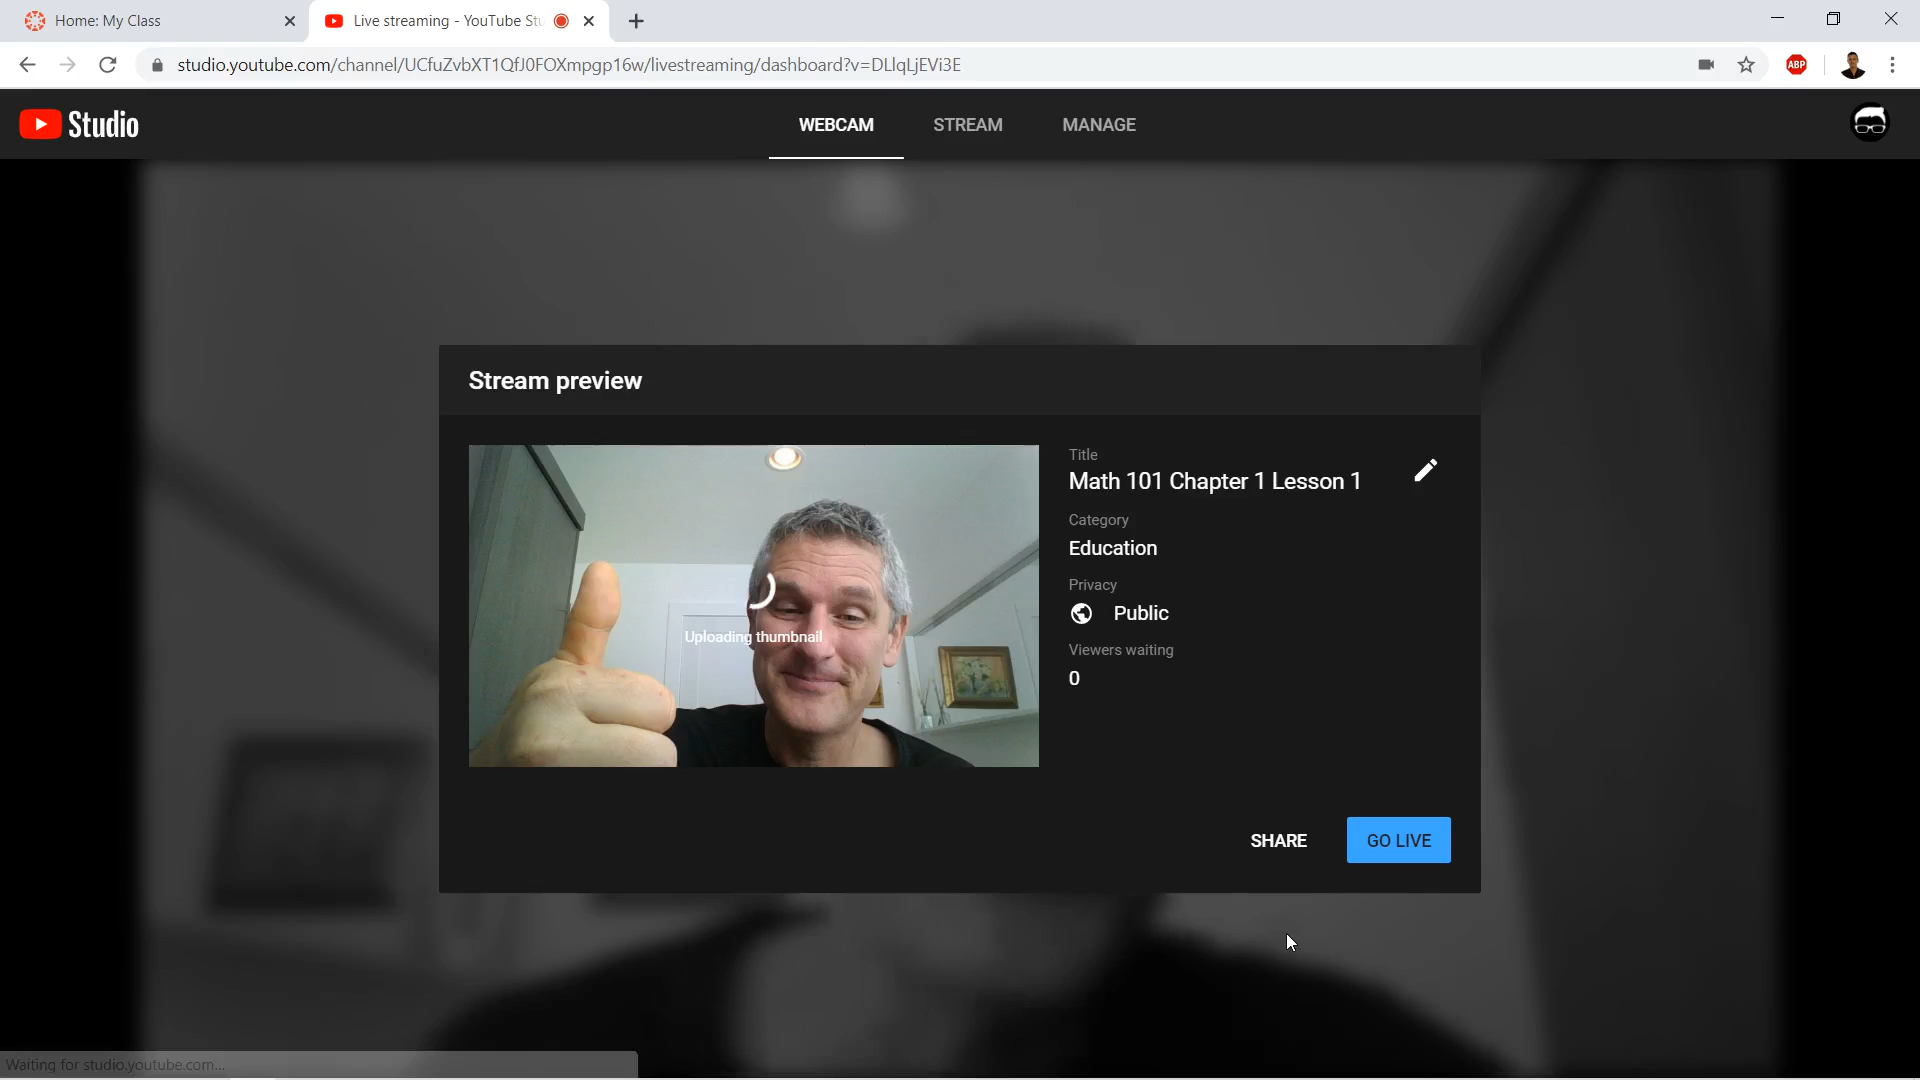 Home: My Class
Live streaming - YouTube St
studio.youtube.com/channel/UCfuZvbXT1QfJ0FOXmpgp16w/livestreaming/dashboard?v=DLlqLjEVi3E
ABP
Studio
WEBCAM
STREAM
MANAGE
Stream preview
Uploading thumbnail
Title
Math 101 Chapter 1 Lesson 1
Category
Education
Privacy
Public
Viewers waiting
0
SHARE
GO LIVE
Waiting for studio.youtube.com...